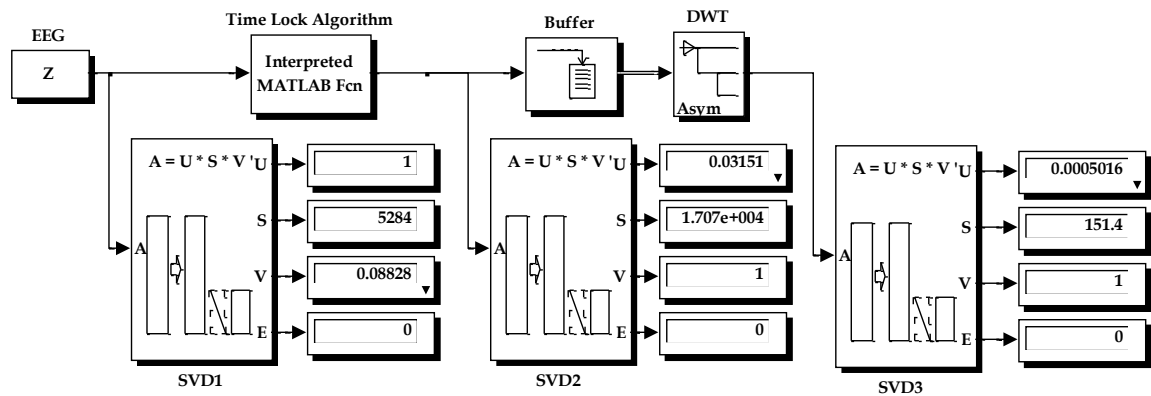 EEG
Z
Time Lock Algorithm
Interpreted
MATLAB Fcn
Buffer
DWT
Asym
A = U * S * V '
U
S
V
E
A
1
5284
0.08828
0
SVD1
A = U * S * V '
U
S
V
E
A
0.03151
1.707e+004
1
0
SVD2
A = U * S * V '
U
S
V
E
A
0.0005016
151.4
1
0
SVD3